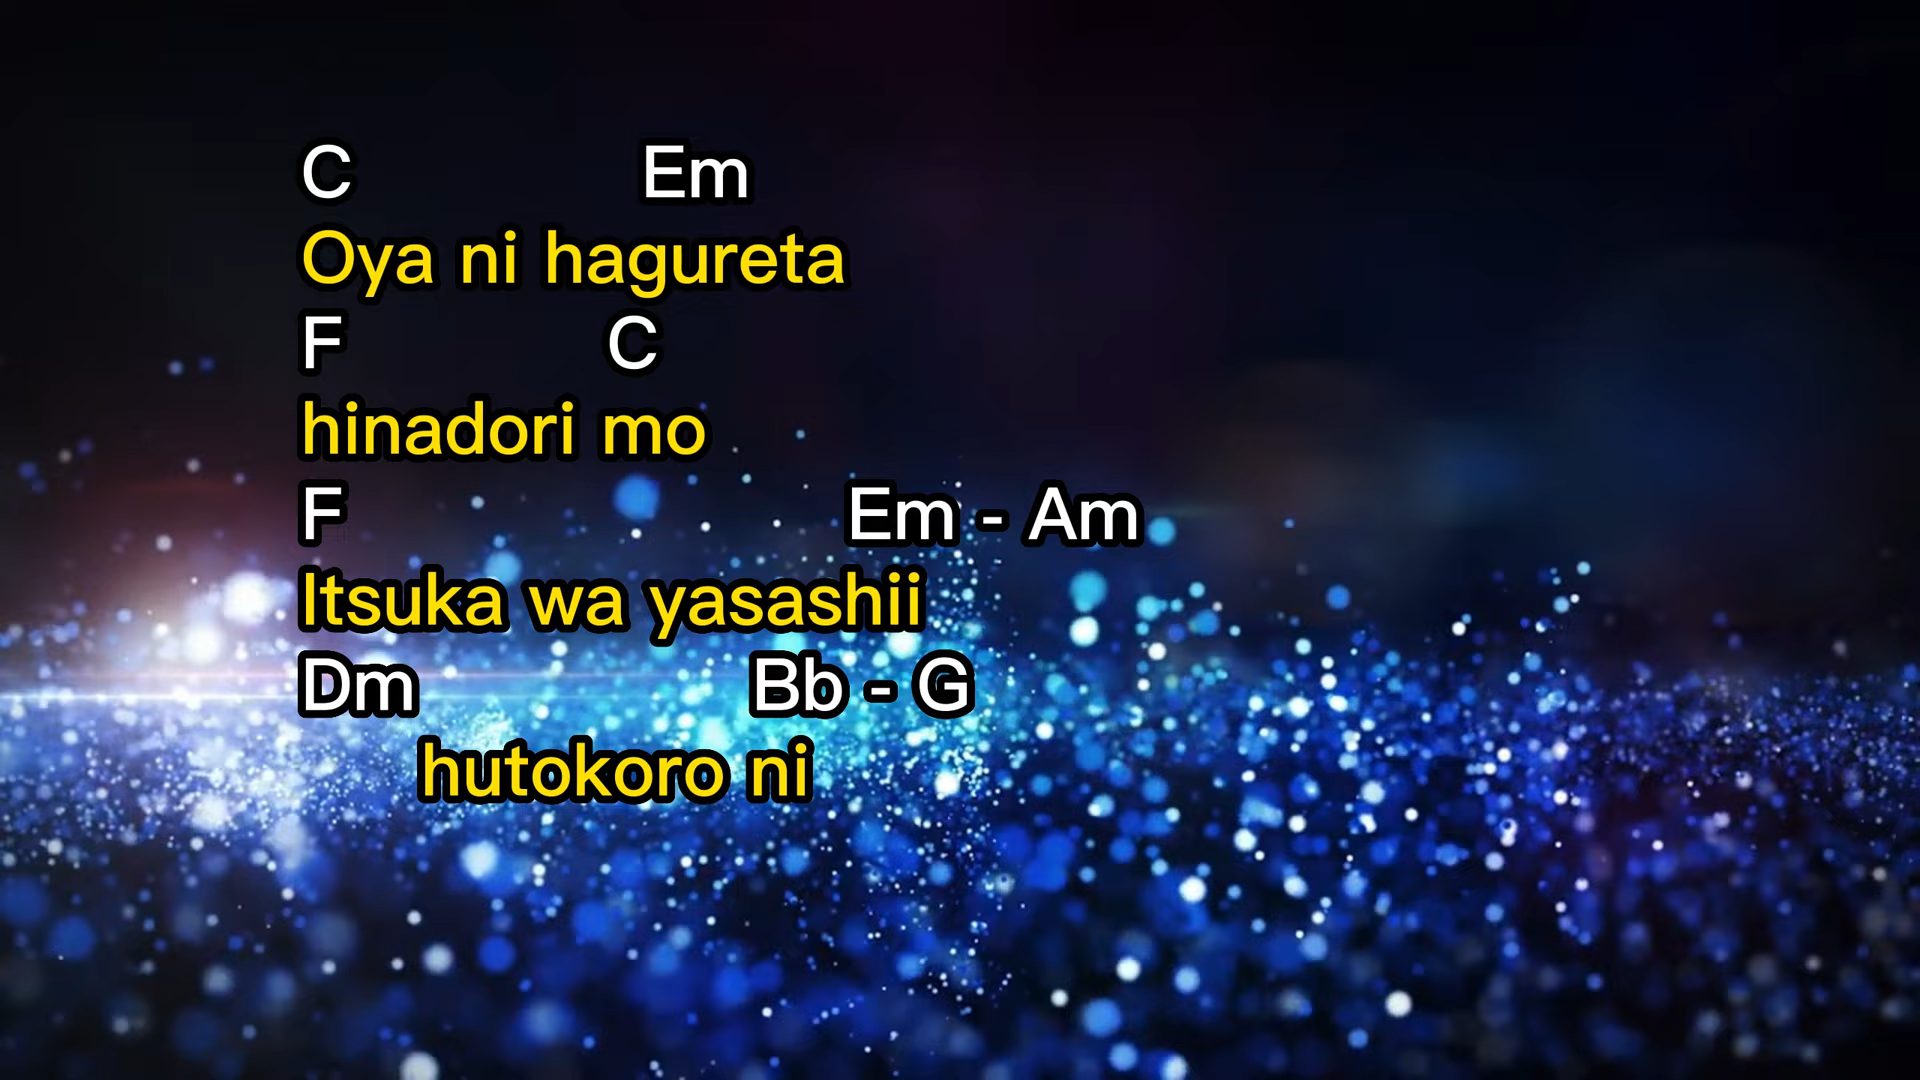 C Em
Oya ni hagureta
F C
hinadori mo
F Em - Am
Itsuka wa yasashii
Dm Bb - G
hutokoro ni